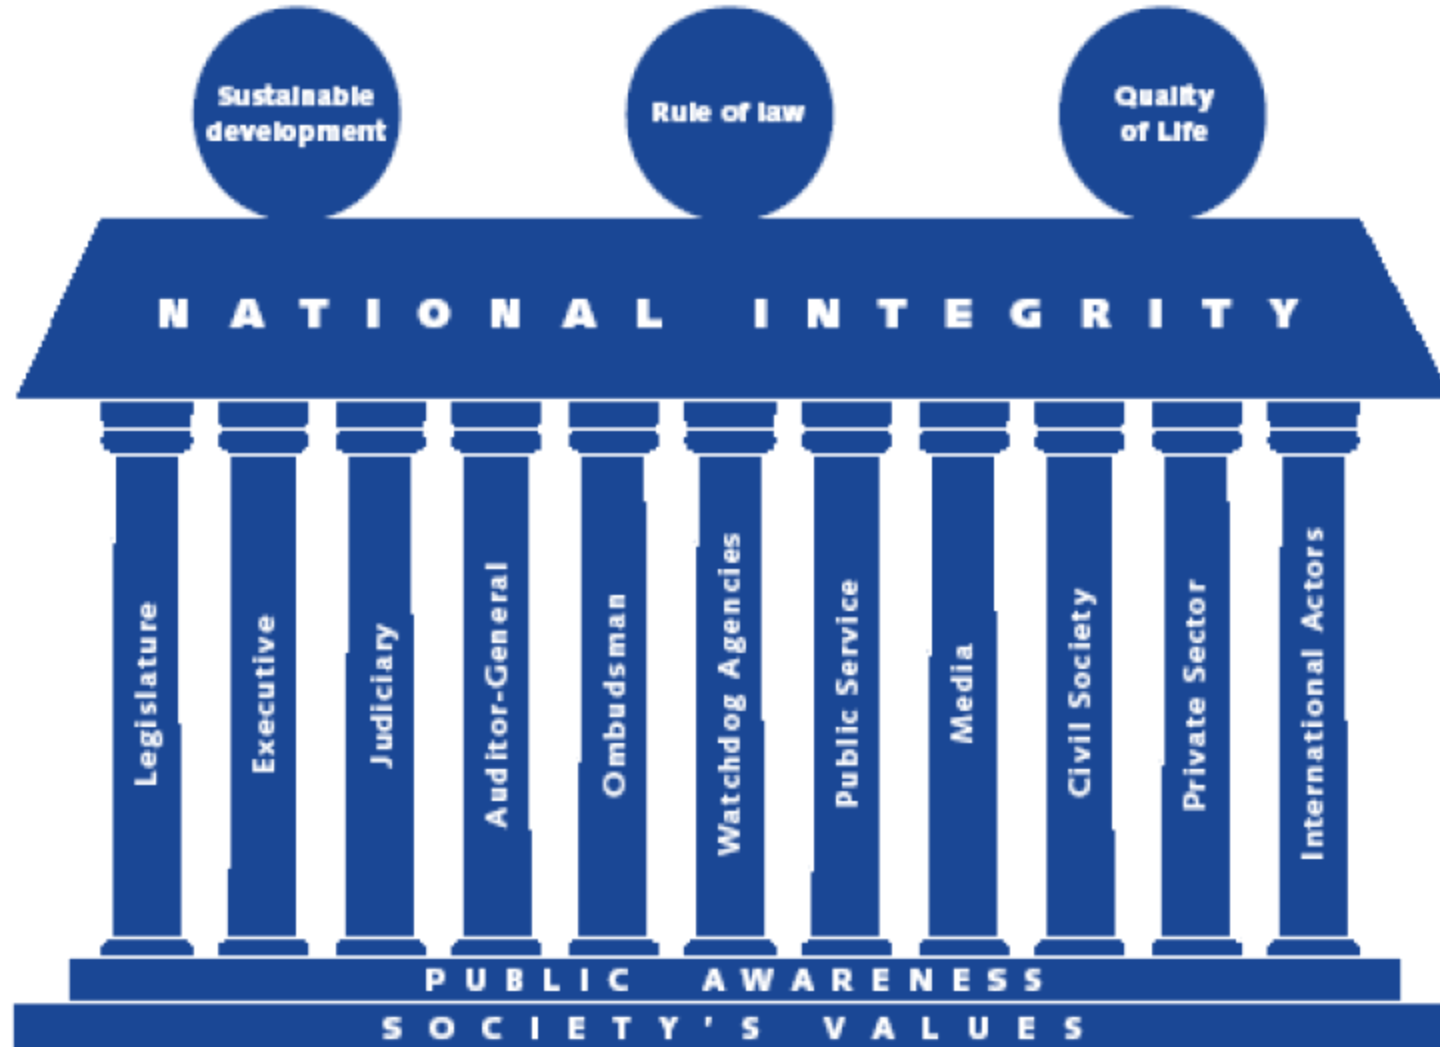 Sustainable
development
Rule of law
Quality
of Life
NATIONAL INTEGRITY
Legislature
Executive
Judiciary
Auditor-General
Ombudsman
Watchdog Agencies
Public Service
Media
Civil Society
Private Sector
International Actors
PUBLIC AWARENESS
SOCIETY'S VALUES